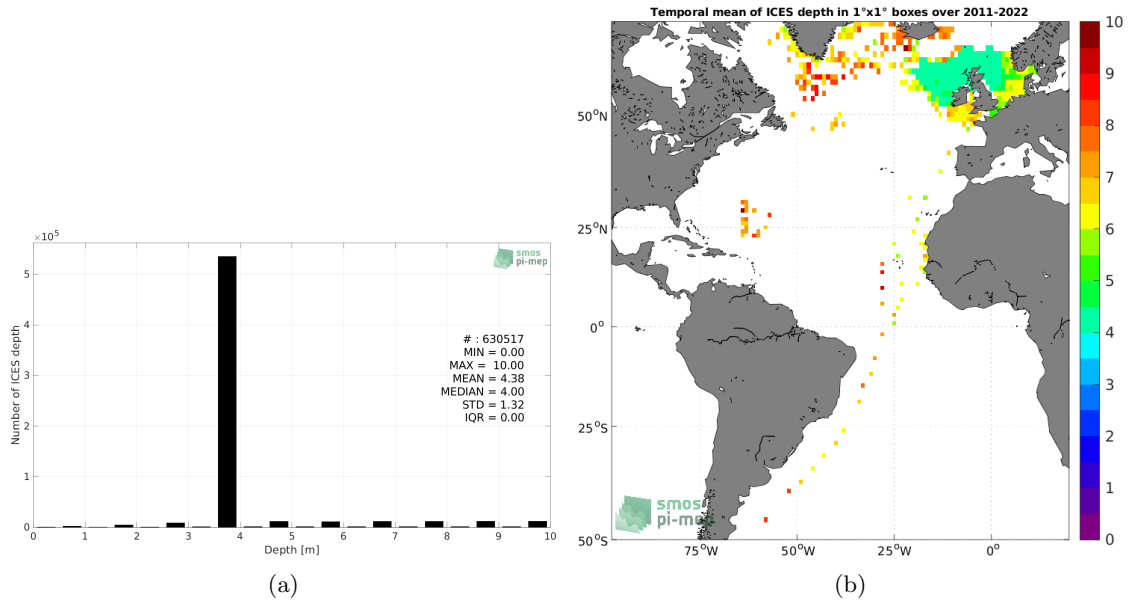 ×10⁵
5
4
3
2
1
0
0 1 2 3 4 5 6 7 8 9 10
Number of ICES depth
Depth [m]
smos
pi-mep
# : 630517
MIN = 0.00
MAX = 10.00
MEAN = 4.38
MEDIAN = 4.00
STD = 1.32
IQR = 0.00
(a)
Temporal mean of ICES depth in 1°x1° boxes over 2011-2022
50°N
25°N
0°
25°S
50°S
75°W 50°W 25°W 0°
smos
pi-mep
10
9
8
7
6
5
4
3
2
1
0
(b)